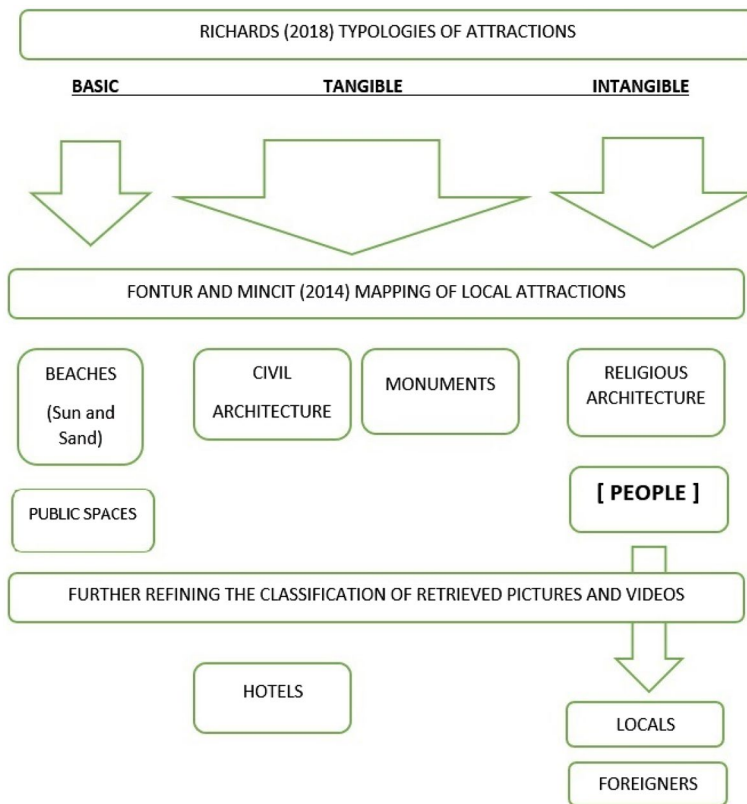 RICHARDS (2018) TYPOLOGIES OF ATTRACTIONS
BASIC TANGIBLE INTANGIBLE
FONTUR AND MINCIT (2014) MAPPING OF LOCAL ATTRACTIONS
BEACHES
(Sun and
Sand)
CIVIL
ARCHITECTURE
MONUMENTS
RELIGIOUS
ARCHITECTURE
PUBLIC SPACES
[ PEOPLE ]
FURTHER REFINING THE CLASSIFICATION OF RETRIEVED PICTURES AND VIDEOS
HOTELS
LOCALS
FOREIGNERS